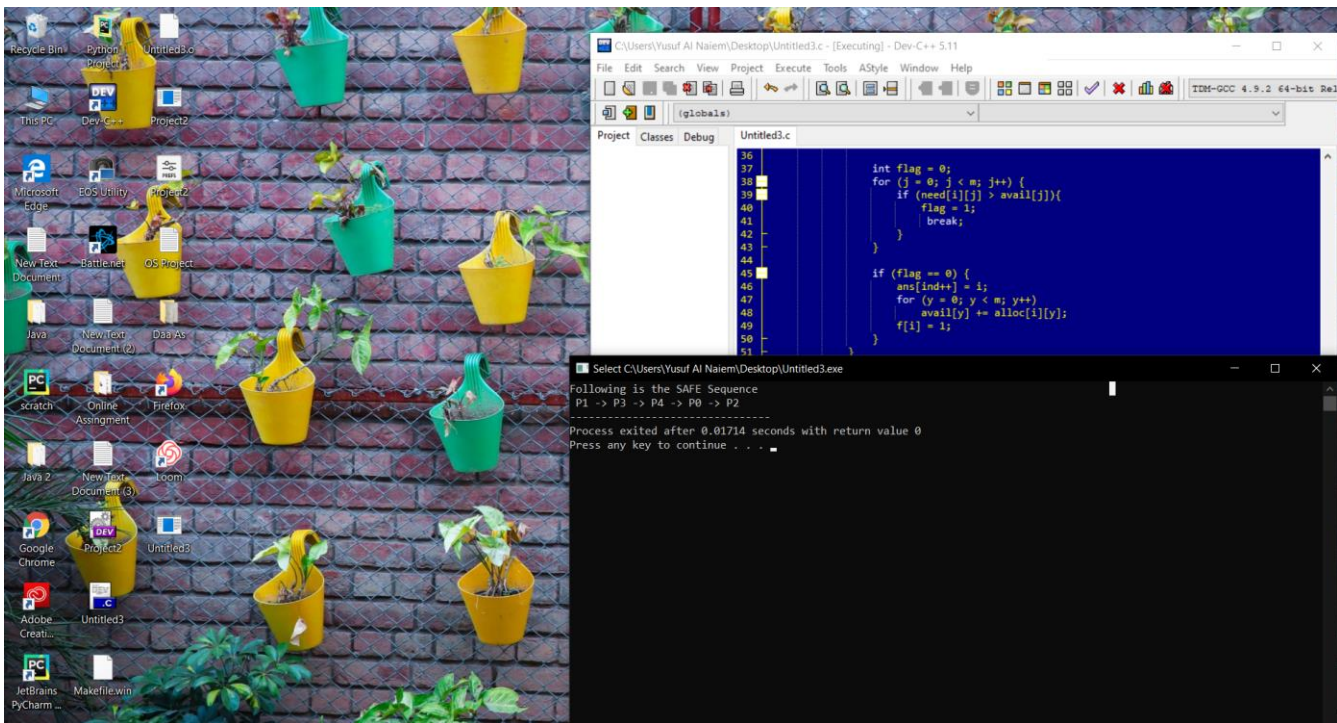 Recycle Bin
Python Project
Untitled3.o
This PC
Dev-C++
Project2
Microsoft Edge
EOS Utility
Project2
New Text Document
Battle.net
OS Project
Java
New Text Document (2)
Daa As
scratch
Online Assingment
Firefox
Java 2
New Text Document (3)
Loom
Google Chrome
Project2
Untitled3
Adobe Creati...
Untitled3
JetBrains PyCharm ...
Makefile.win
C:\Users\Yusuf Al Naiem\Desktop\Untitled3.c - [Executing] - Dev-C++ 5.11
File Edit Search View Project Execute Tools AStyle Window Help
TDM-GCC 4.9.2 64-bit Rel
(globals)
Project Classes Debug
Untitled3.c
36
37 int flag = 0;
38 for (j = 0; j < m; j++) {
39 if (need[i][j] > avail[j]){
40 flag = 1;
41 break;
42 }
43 }
44
45 if (flag == 0) {
46 ans[ind++] = i;
47 for (y = 0; y < m; y++)
48 avail[y] += alloc[i][y];
49 f[i] = 1;
50 }
51 }
Select C:\Users\Yusuf Al Naiem\Desktop\Untitled3.exe
Following is the SAFE Sequence
P1 -> P3 -> P4 -> P0 -> P2
--------------------------------
Process exited after 0.01714 seconds with return value 0
Press any key to continue . . .